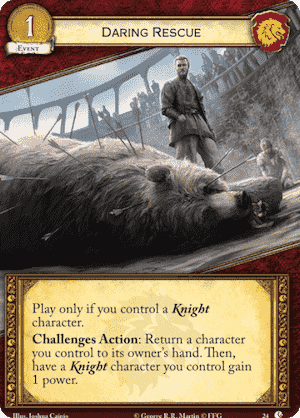 1
EVENT
DARING RESCUE
Play only if you control a Knight
character.
Challenges Action: Return a character
you control to its owner's hand. Then,
have a Knight character you control gain
1 power.
Illus. Joshua Cairós
© George R.R. Martin © FFG
24